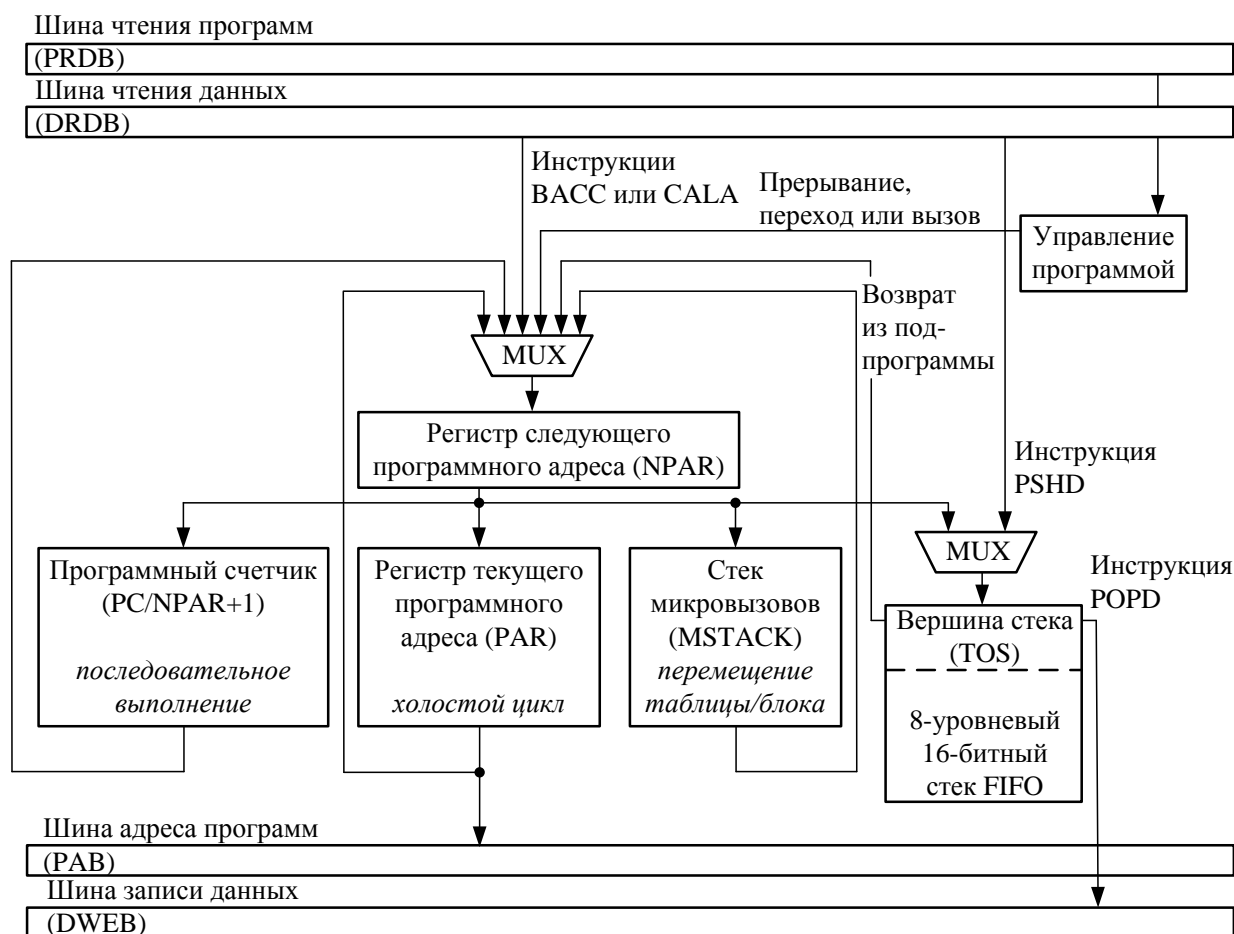 Шина чтения программ
(PRDB)
Шина чтения данных
(DRDB)
Инструкции
BACC или CALA
Прерывание,
переход или вызов
Управление
программой
Возврат
из под-
программы
MUX
Регистр следующего
программного адреса (NPAR)
Инструкция
PSHD
MUX
Программный счетчик
(PC/NPAR+1)
последовательное
выполнение
Регистр текущего
программного
адреса (PAR)
холостой цикл
Стек
микровызовов
(MSTACK)
перемещение
таблицы/блока
Инструкция
POPD
Вершина стека
(TOS)
8-уровневый
16-битный
стек FIFO
Шина адреса программ
(PAB)
Шина записи данных
(DWEB)